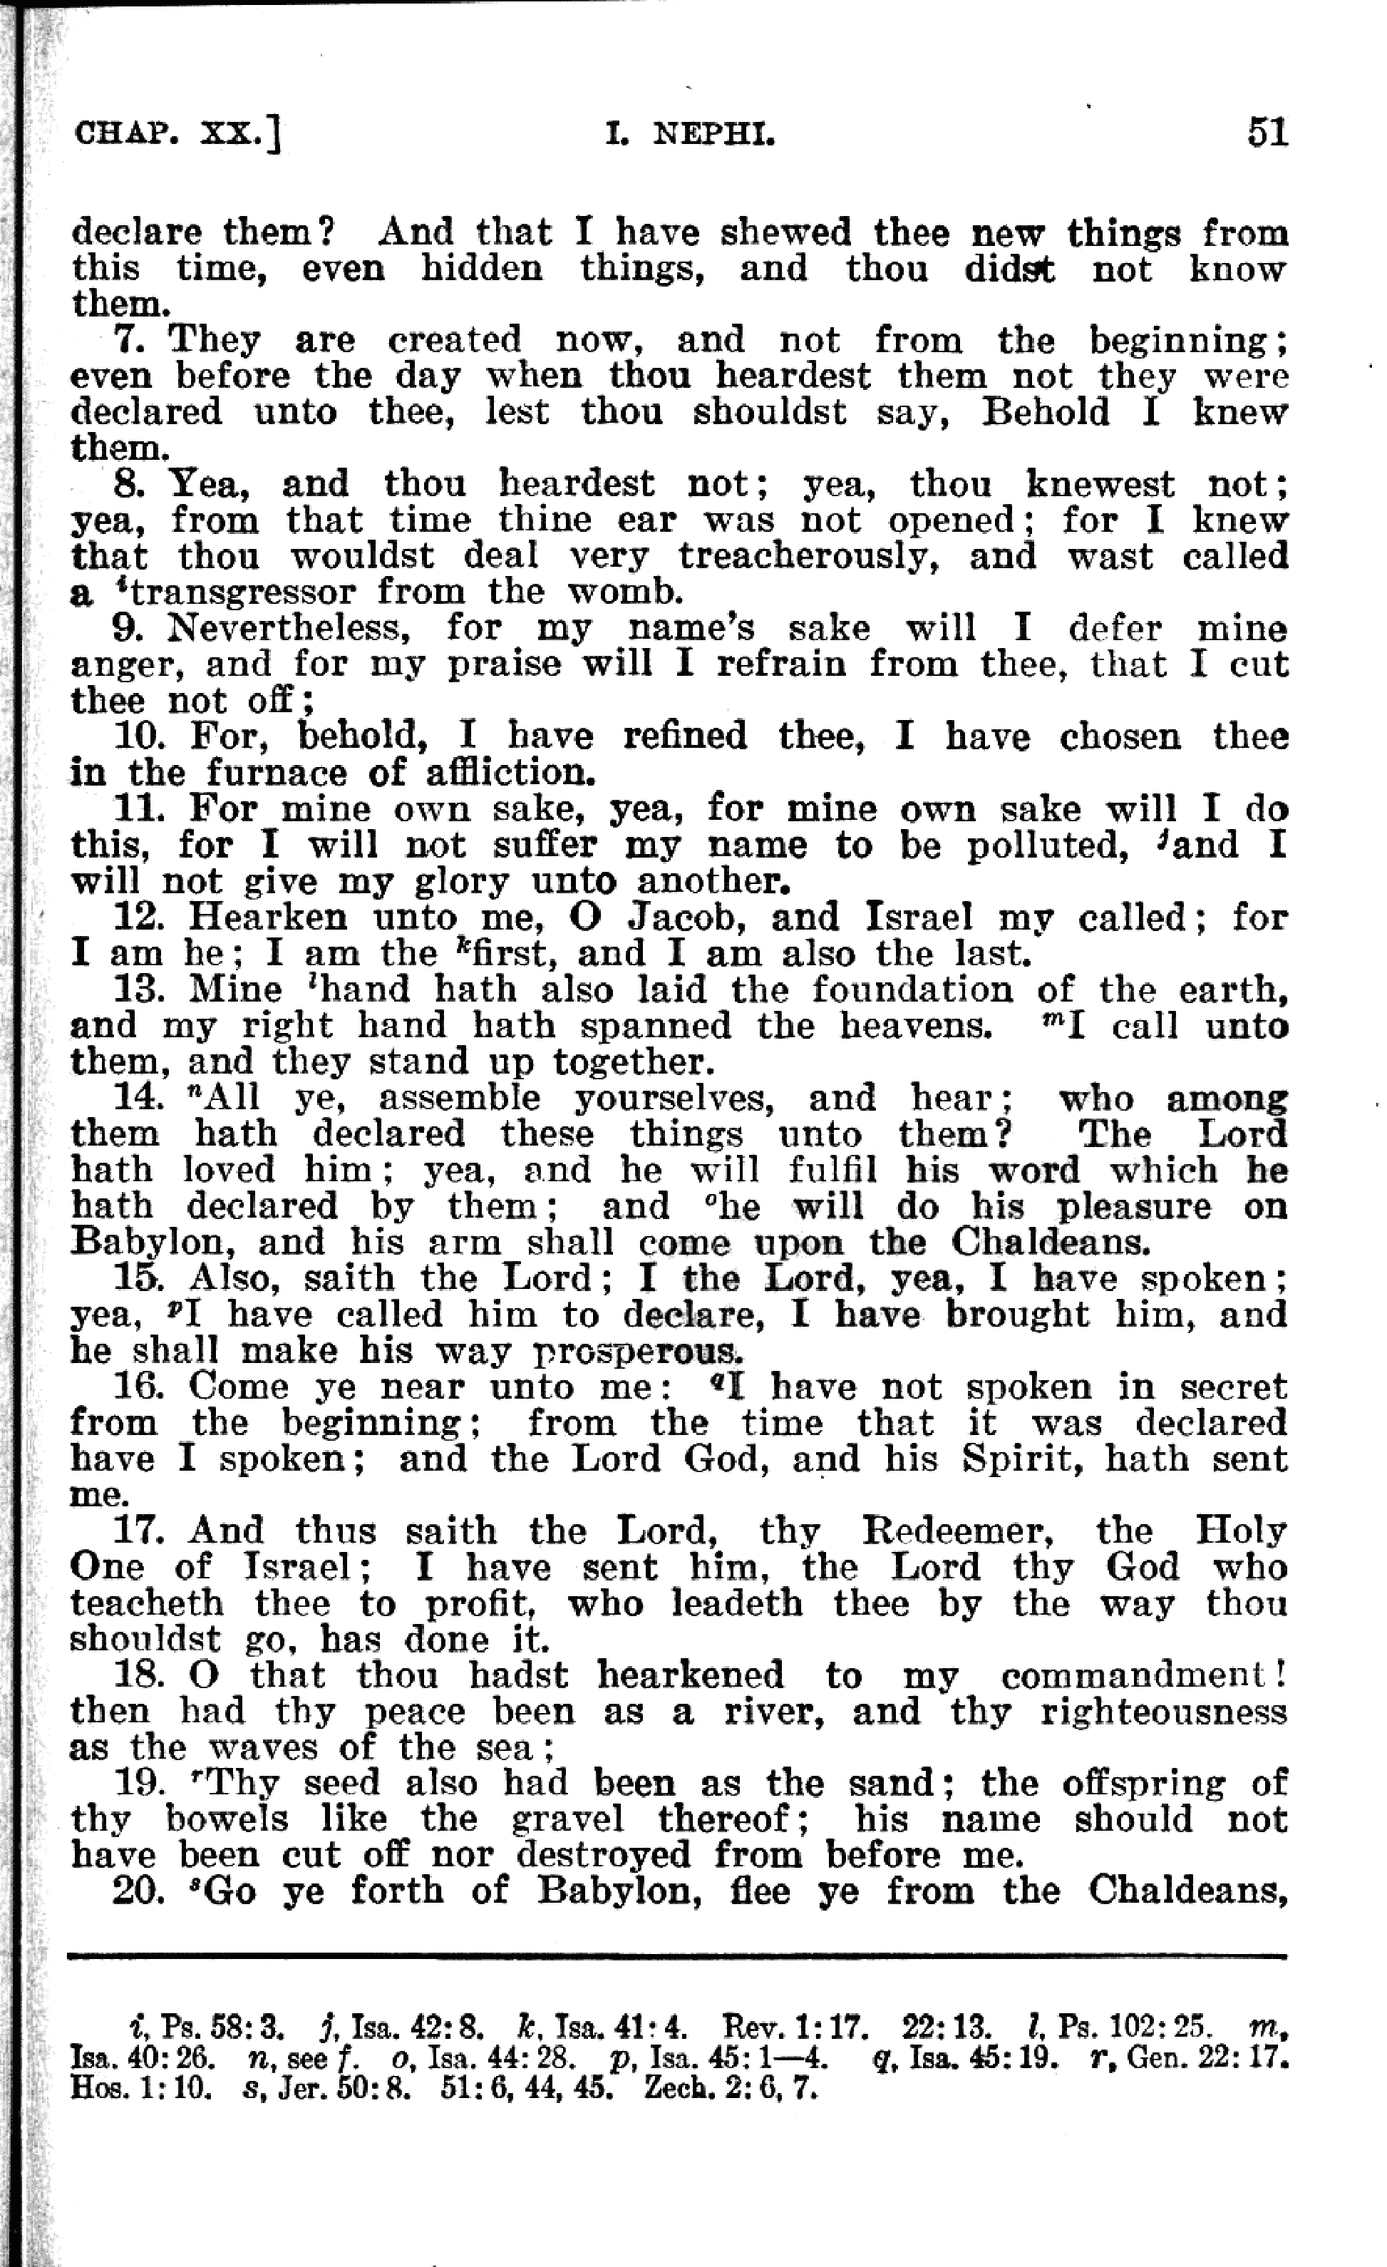 CHAP. XX.] I. NEPHI. 51
declare them? And that I have shewed thee new things from
this time, even hidden things, and thou didst not know
them.
7. They are created now, and not from the beginning;
even before the day when thou heardest them not they were
declared unto thee, lest thou shouldst say, Behold I knew
them.
8. Yea, and thou heardest not; yea, thou knewest not;
yea, from that time thine ear was not opened; for I knew
that thou wouldst deal very treacherously, and wast called
a ⁱtransgressor from the womb.
9. Nevertheless, for my name's sake will I defer mine
anger, and for my praise will I refrain from thee, that I cut
thee not off;
10. For, behold, I have refined thee, I have chosen thee
in the furnace of affliction.
11. For mine own sake, yea, for mine own sake will I do
this, for I will not suffer my name to be polluted, ʲand I
will not give my glory unto another.
12. Hearken unto me, O Jacob, and Israel my called; for
I am he; I am the ᵏfirst, and I am also the last.
13. Mine ˡhand hath also laid the foundation of the earth,
and my right hand hath spanned the heavens. ᵐI call unto
them, and they stand up together.
14. ⁿAll ye, assemble yourselves, and hear; who among
them hath declared these things unto them? The Lord
hath loved him; yea, and he will fulfil his word which he
hath declared by them; and ᵒhe will do his pleasure on
Babylon, and his arm shall come upon the Chaldeans.
15. Also, saith the Lord; I the Lord, yea, I have spoken;
yea, ᵖI have called him to declare, I have brought him, and
he shall make his way prosperous.
16. Come ye near unto me: qI have not spoken in secret
from the beginning; from the time that it was declared
have I spoken; and the Lord God, and his Spirit, hath sent
me.
17. And thus saith the Lord, thy Redeemer, the Holy
One of Israel; I have sent him, the Lord thy God who
teacheth thee to profit, who leadeth thee by the way thou
shouldst go, has done it.
18. O that thou hadst hearkened to my commandment!
then had thy peace been as a river, and thy righteousness
as the waves of the sea;
19. ʳThy seed also had been as the sand; the offspring of
thy bowels like the gravel thereof; his name should not
have been cut off nor destroyed from before me.
20. ˢGo ye forth of Babylon, flee ye from the Chaldeans,
i, Ps. 58:3. j, Isa. 42:8. k, Isa. 41:4. Rev. 1:17. 22:13. l, Ps. 102:25. m,
Isa. 40:26. n, see f. o, Isa. 44:28. p, Isa. 45:1—4. q, Isa. 45:19. r, Gen. 22:17.
Hos. 1:10. s, Jer. 50:8. 51:6, 44, 45. Zech. 2:6, 7.